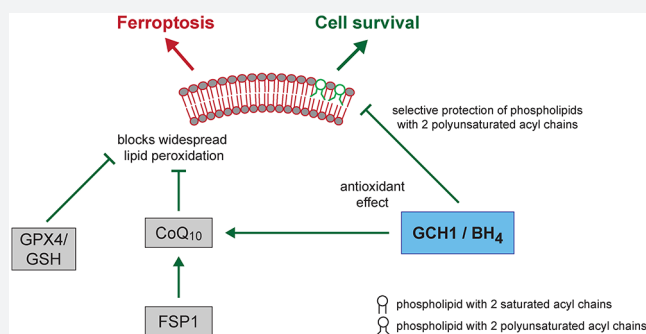 Ferroptosis
Cell survival
selective protection of phospholipids
with 2 polyunsaturated acyl chains
blocks widespread
lipid peroxidation
antioxidant
effect
GPX4/
GSH
CoQ10
GCH1 / BH4
FSP1
phospholipid with 2 saturated acyl chains
phospholipid with 2 polyunsaturated acyl chains